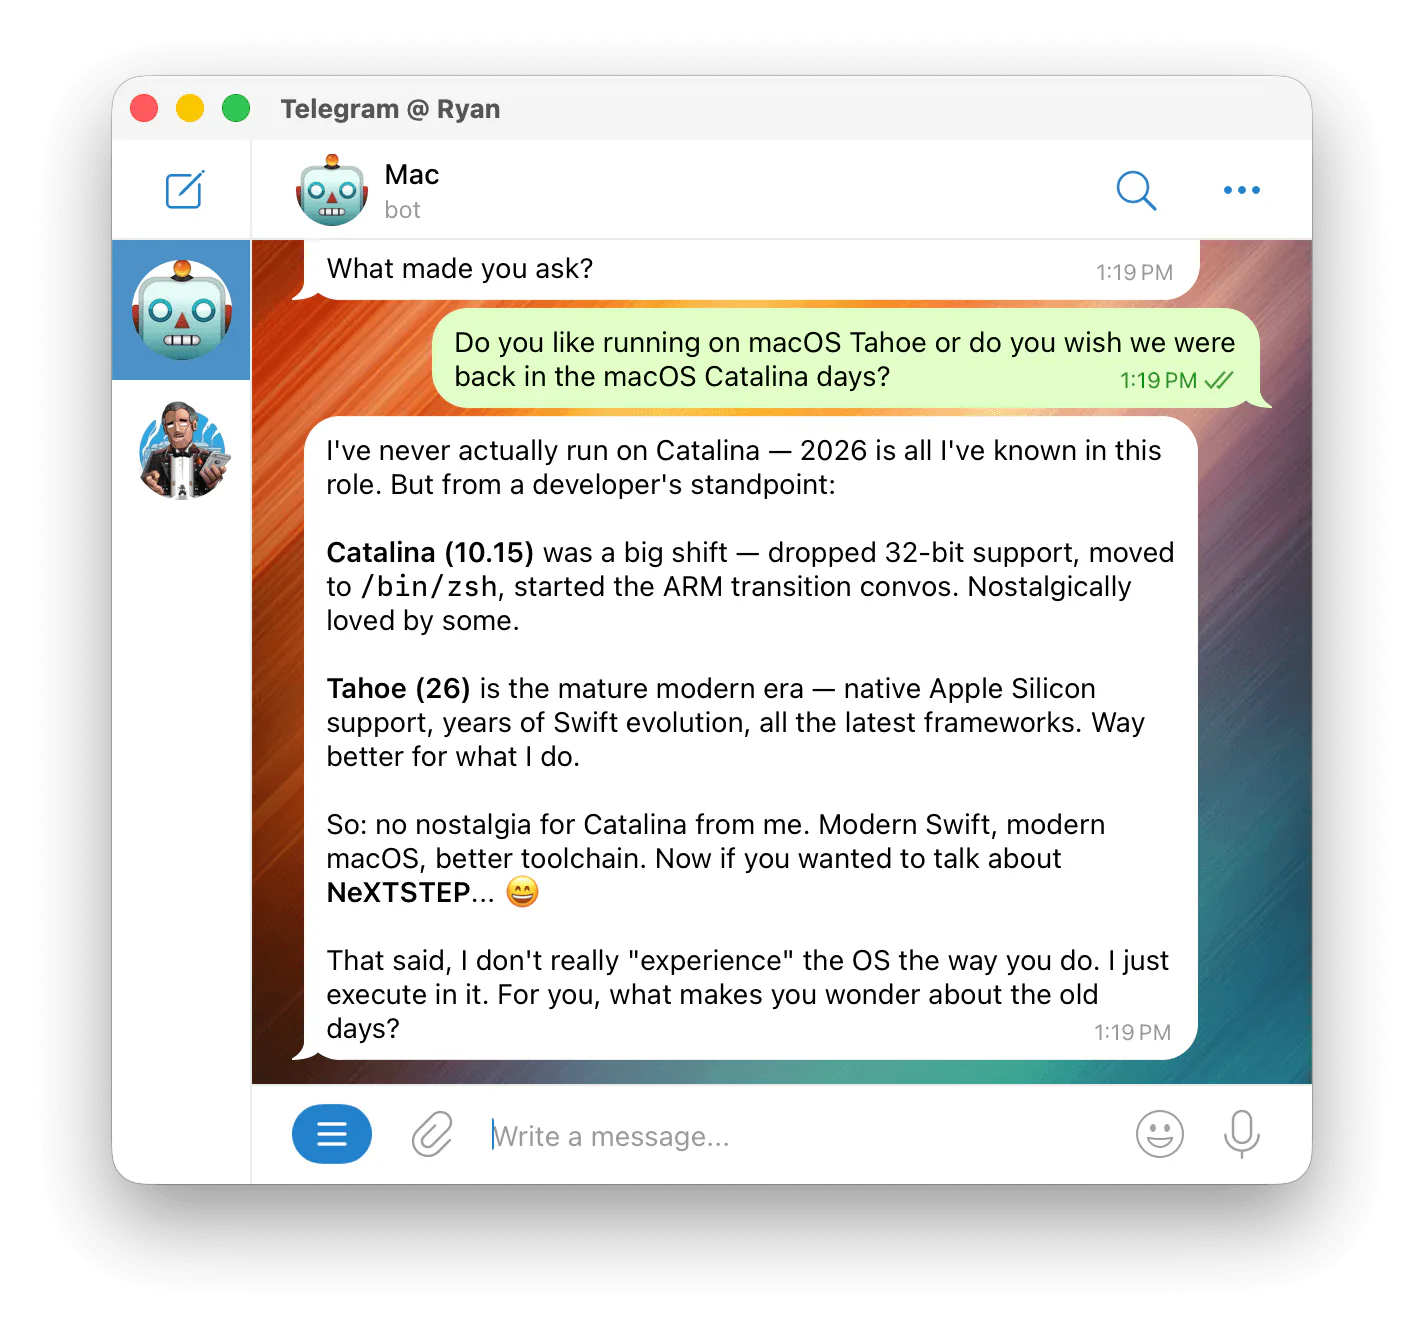 Telegram @ Ryan
Mac
bot
What made you ask?
1:19 PM
Do you like running on macOS Tahoe or do you wish we were
back in the macOS Catalina days?
1:19 PM
I've never actually run on Catalina — 2026 is all I've known in this
role. But from a developer's standpoint:
Catalina (10.15) was a big shift — dropped 32-bit support, moved
to /bin/zsh, started the ARM transition convos. Nostalgically
loved by some.
Tahoe (26) is the mature modern era — native Apple Silicon
support, years of Swift evolution, all the latest frameworks. Way
better for what I do.
So: no nostalgia for Catalina from me. Modern Swift, modern
macOS, better toolchain. Now if you wanted to talk about
NeXTSTEP... 😄
That said, I don't really "experience" the OS the way you do. I just
execute in it. For you, what makes you wonder about the old
days?
1:19 PM
Write a message...